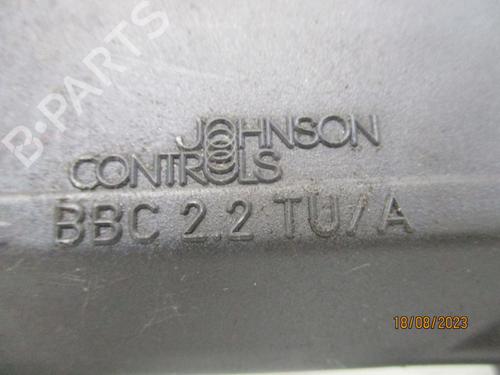 B-PARTS
JOHNSON
CONTROLS
BBC 2.2 TU/A
18/08/2023